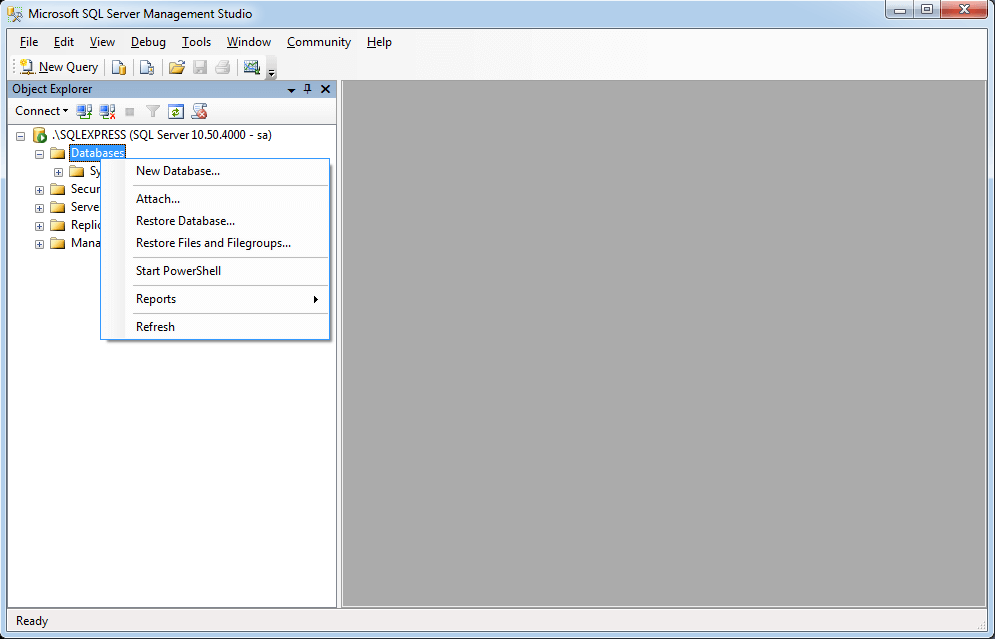 Microsoft SQL Server Management Studio
File Edit View Debug Tools Window Community Help
New Query
Object Explorer
Connect
.\SQLEXPRESS (SQL Server 10.50.4000 - sa)
Databases
Sy
Secur
Serve
Replic
Mana
New Database...
Attach...
Restore Database...
Restore Files and Filegroups...
Start PowerShell
Reports
Refresh
Ready